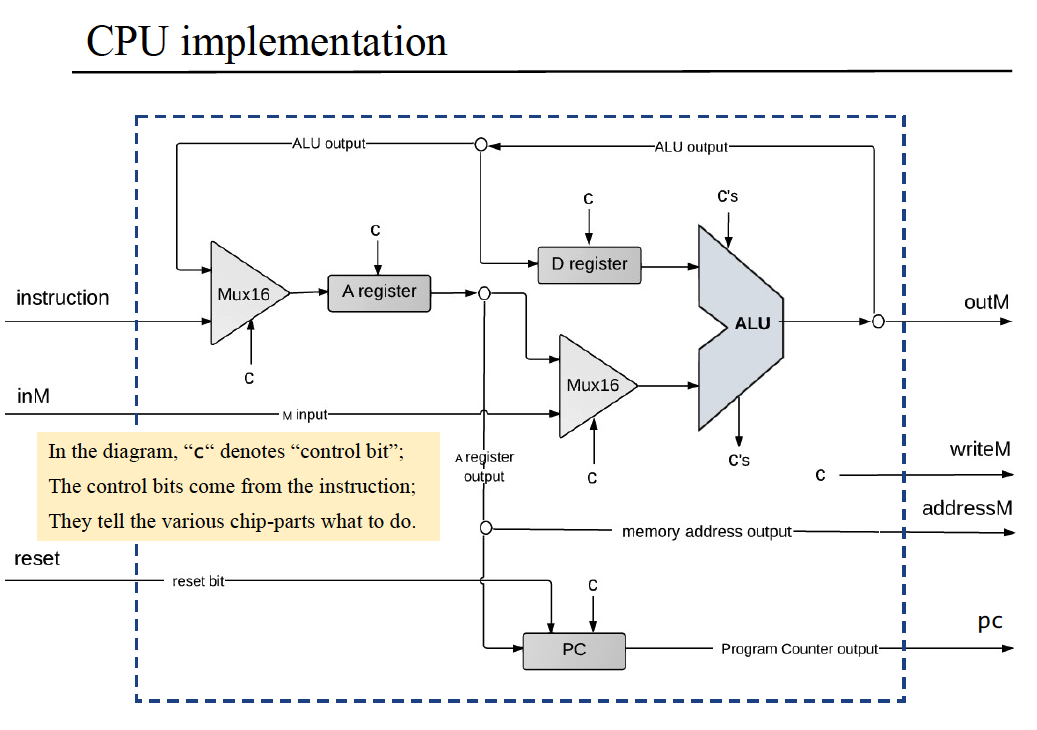 CPU implementation
ALU output
ALU output
c
c
c's
instruction
Mux16
A register
D register
ALU
outM
c
Mux16
inM
M input
In the diagram, “c“ denotes “control bit”;
The control bits come from the instruction;
They tell the various chip-parts what to do.
A register
output
c
c's
c
writeM
addressM
memory address output
reset
reset bit
c
PC
Program Counter output
pc